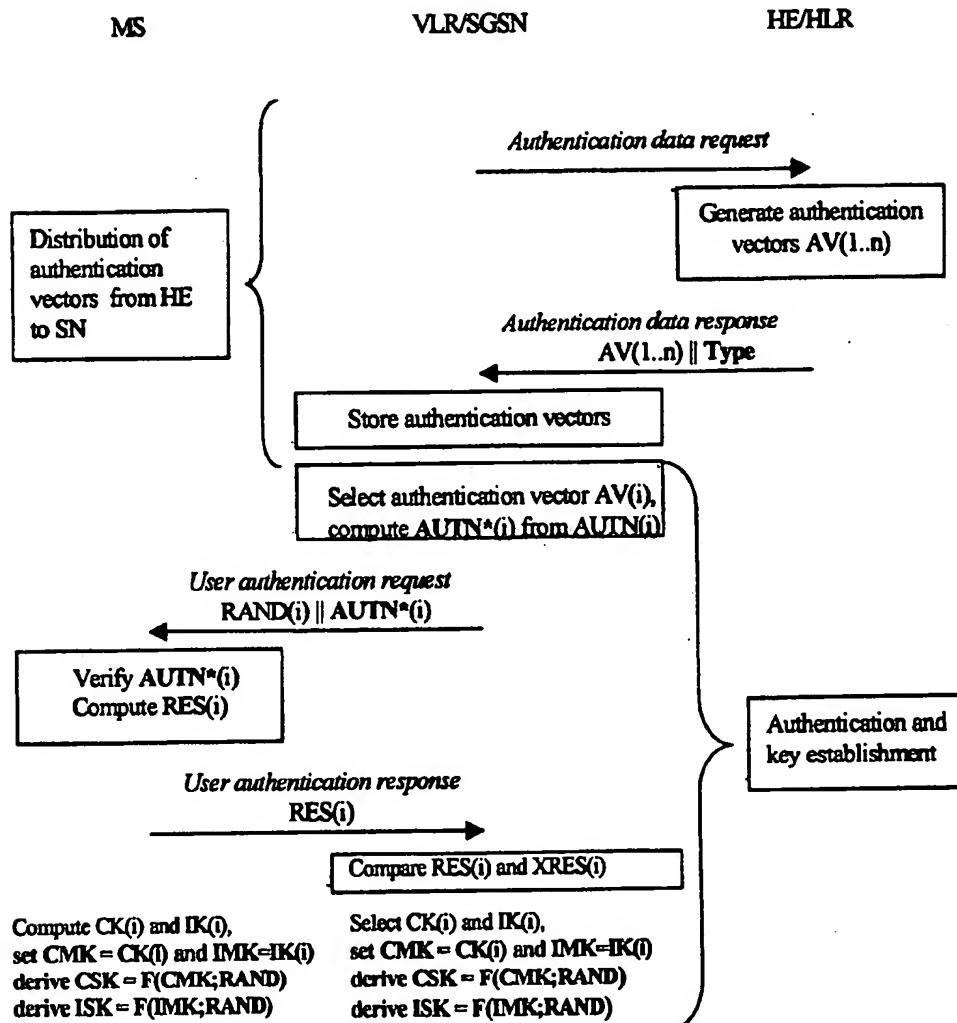 MS
VLR/SGSN
HE/HLR
Authentication data request
Generate authentication
vectors AV(1..n)
Distribution of
authentication
vectors from HE
to SN
Authentication data response
AV(1..n) || Type
Store authentication vectors
Select authentication vector AV(i),
compute AUTN*(i) from AUTN(i)
User authentication request
RAND(i) || AUTN*(i)
Verify AUTN*(i)
Compute RES(i)
Authentication and
key establishment
User authentication response
RES(i)
Compare RES(i) and XRES(i)
Compute CK(i) and IK(i),
set CMK = CK(i) and IMK=IK(i)
derive CSK = F(CMK;RAND)
derive ISK = F(IMK;RAND)
Select CK(i) and IK(i),
set CMK = CK(i) and IMK=IK(i)
derive CSK = F(CMK;RAND)
derive ISK = F(IMK;RAND)